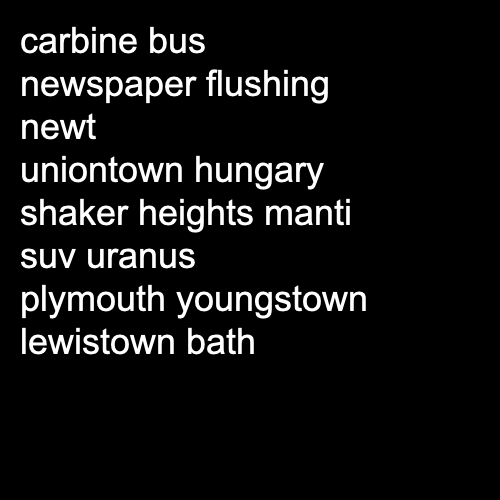 carbine bus
newspaper flushing
newt
uniontown hungary
shaker heights manti
suv uranus
plymouth youngstown
lewistown bath